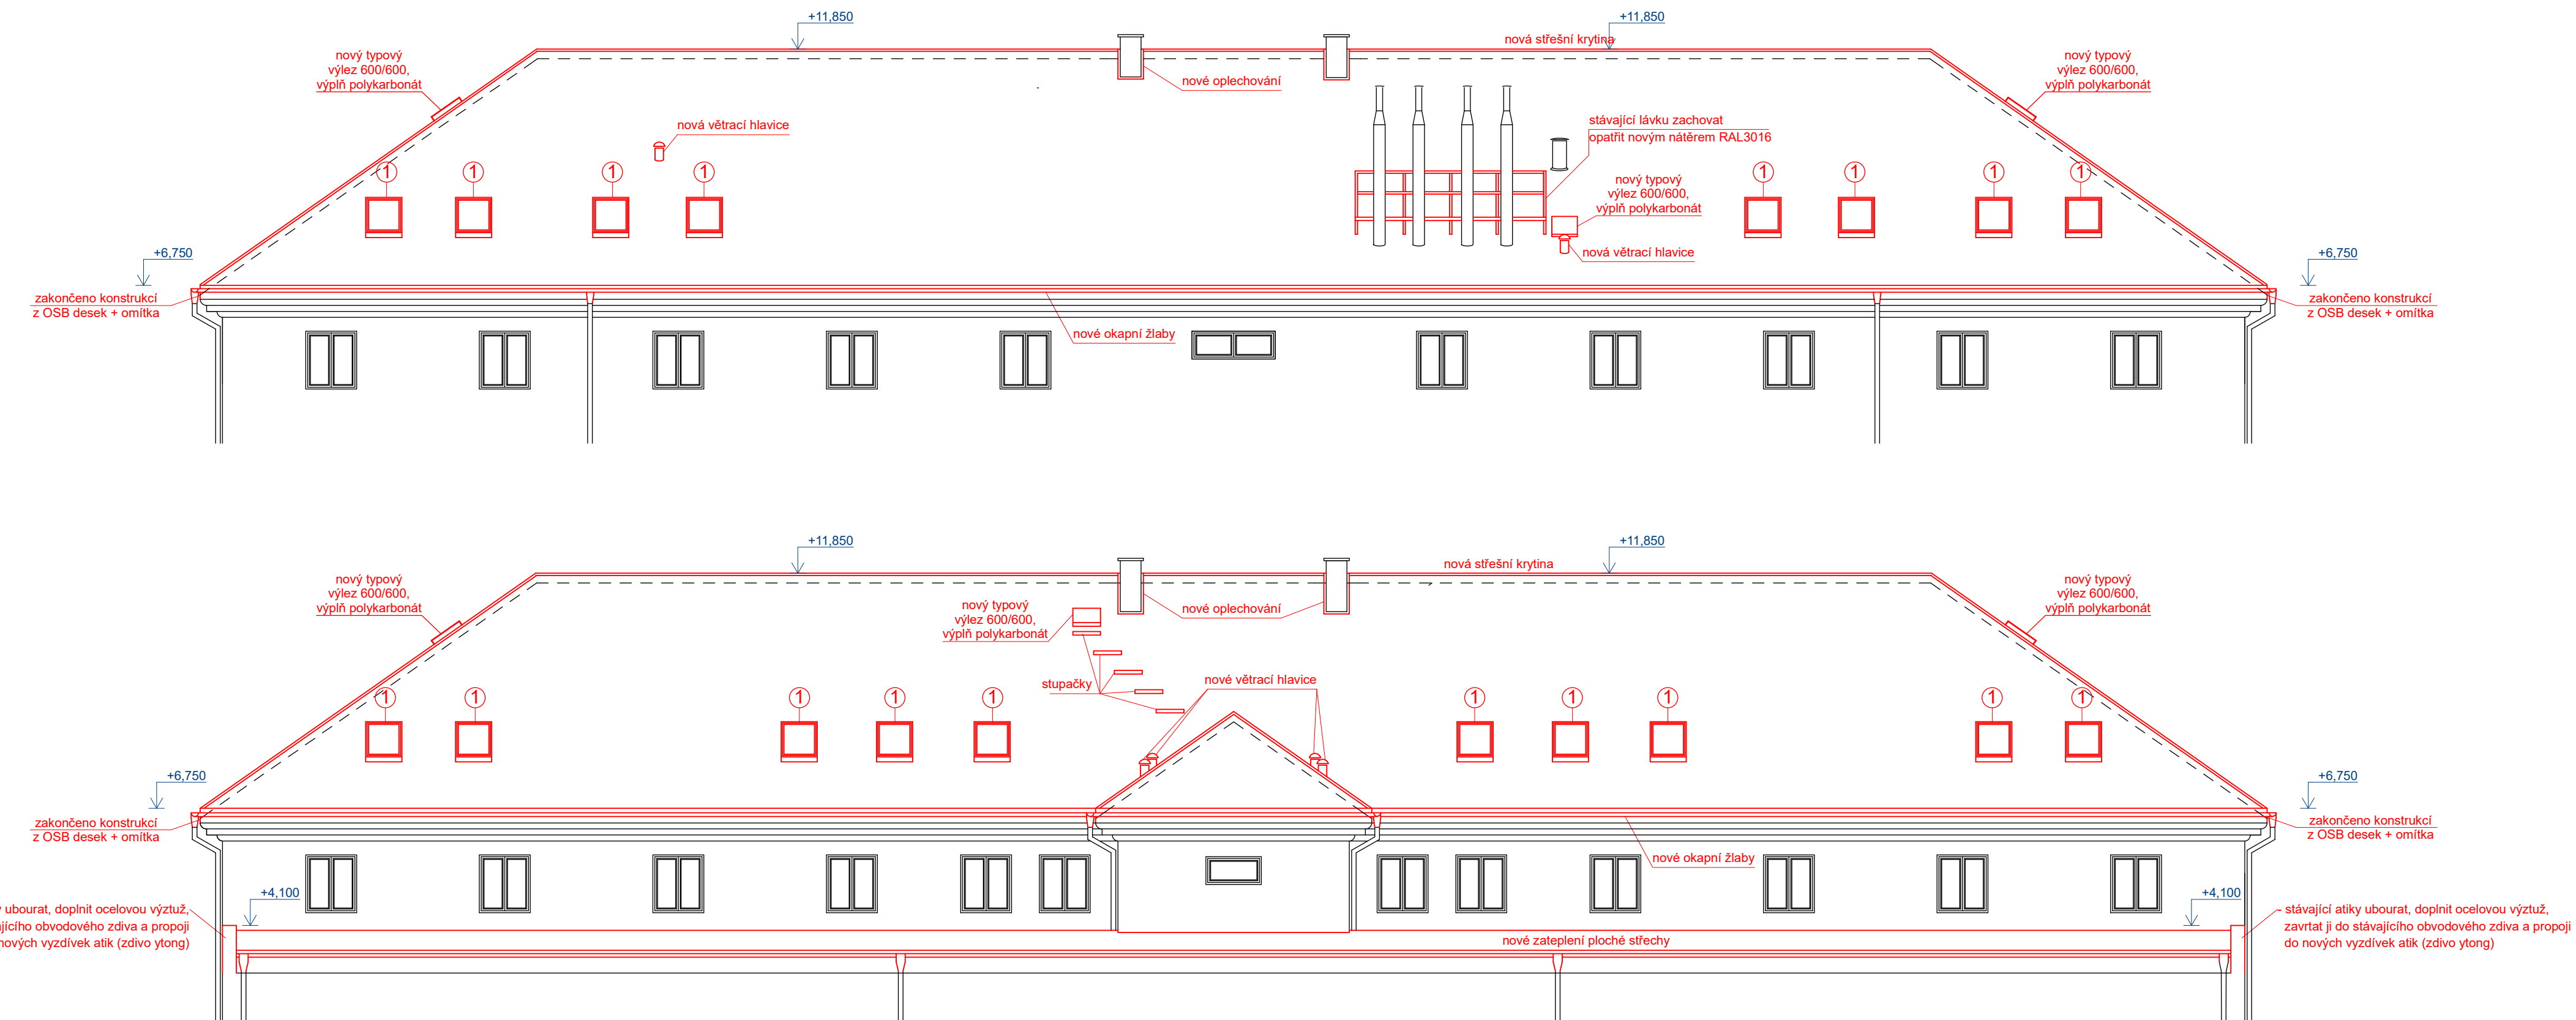 +11,850
+11,850
nová střešní krytina
nový typový
výlez 600/600,
výplň polykarbonát
nové oplechování
nový typový
výlez 600/600,
výplň polykarbonát
nová větrací hlavice
stávající lávku zachovat
opatřit novým nátěrem RAL3016
1
1
1
1
nový typový
výlez 600/600,
výplň polykarbonát
1
1
1
1
+6,750
nová větrací hlavice
+6,750
zakončeno konstrukcí
z OSB desek + omítka
nové okapní žlaby
zakončeno konstrukcí
z OSB desek + omítka
+11,850
+11,850
nová střešní krytina
nový typový
výlez 600/600,
výplň polykarbonát
nový typový
výlez 600/600,
výplň polykarbonát
nové oplechování
nový typový
výlez 600/600,
výplň polykarbonát
stupačky
nové větrací hlavice
1
1
1
1
1
1
1
1
1
1
+6,750
+6,750
zakončeno konstrukcí
z OSB desek + omítka
nové okapní žlaby
zakončeno konstrukcí
z OSB desek + omítka
+4,100
+4,100
y ubourat, doplnit ocelovou výztuž,
jícího obvodového zdiva a propoji
nových vyzdívek atik (zdivo ytong)
nové zateplení ploché střechy
- stávající atiky ubourat, doplnit ocelovou výztuž,
zavrtat ji do stávajícího obvodového zdiva a propoji
do nových vyzdívek atik (zdivo ytong)